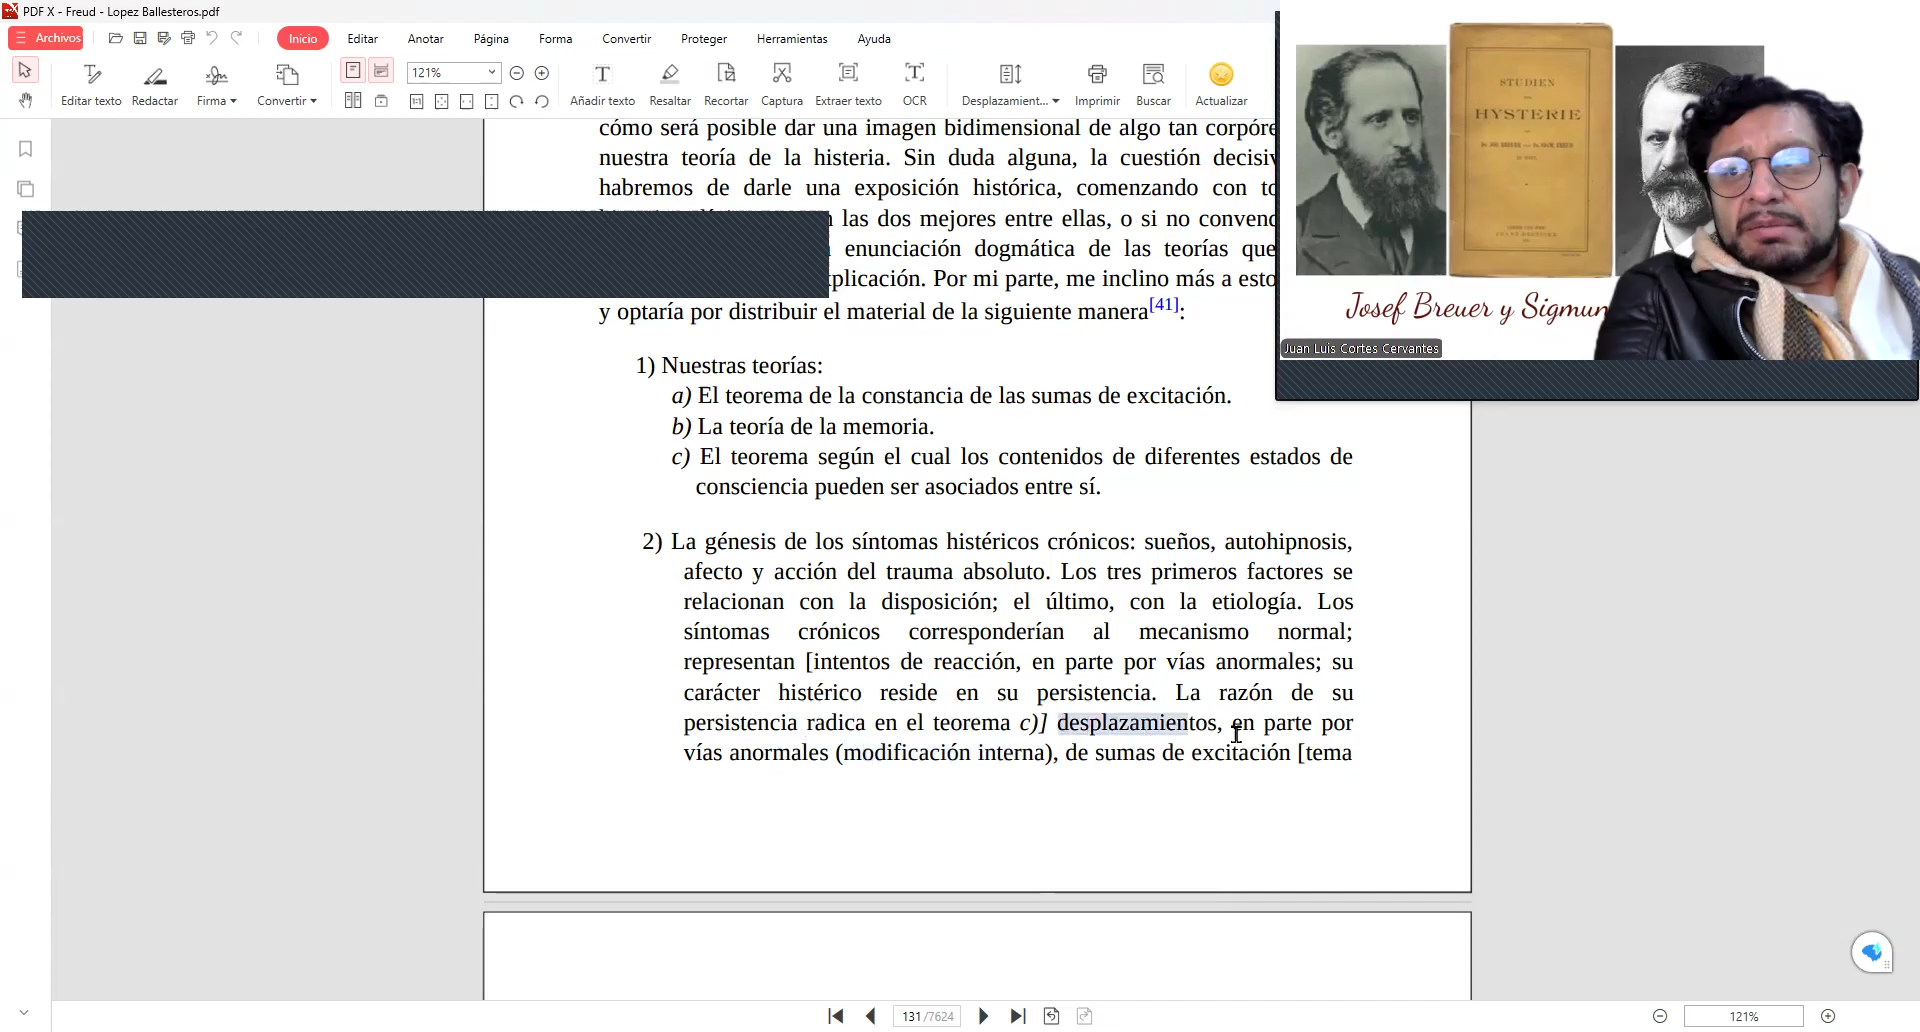 PDF X - Freud - Lopez Ballesteros.pdf
Archivos
Inicio
Editar
Anotar
Página
Forma
Convertir
Proteger
Herramientas
Ayuda
121%
Editar texto
Redactar
Firma
Convertir
Añadir texto
Resaltar
Recortar
Captura
Extraer texto
OCR
Desplazamient...
Imprimir
Buscar
Actualizar
cómo será posible dar una imagen bidimensional de algo tan corpóre
nuestra teoría de la histeria. Sin duda alguna, la cuestión decisiv
habremos de darle una exposición histórica, comenzando con to
las dos mejores entre ellas, o si no convenc
enunciación dogmática de las teorías que
plicación. Por mi parte, me inclino más a esto
y optaría por distribuir el material de la siguiente manera[41]:
1) Nuestras teorías:
a) El teorema de la constancia de las sumas de excitación.
b) La teoría de la memoria.
c) El teorema según el cual los contenidos de diferentes estados de
consciencia pueden ser asociados entre sí.
2) La génesis de los síntomas histéricos crónicos: sueños, autohipnosis,
afecto y acción del trauma absoluto. Los tres primeros factores se
relacionan con la disposición; el último, con la etiología. Los
síntomas crónicos corresponderían al mecanismo normal;
representan [intentos de reacción, en parte por vías anormales; su
carácter histérico reside en su persistencia. La razón de su
persistencia radica en el teorema c)] desplazamientos, en parte por
vías anormales (modificación interna), de sumas de excitación [tema
STUDIEN
HYSTERIE
Josef Breuer y Sigmun
Juan Luis Cortes Cervantes
131 /7624
121%